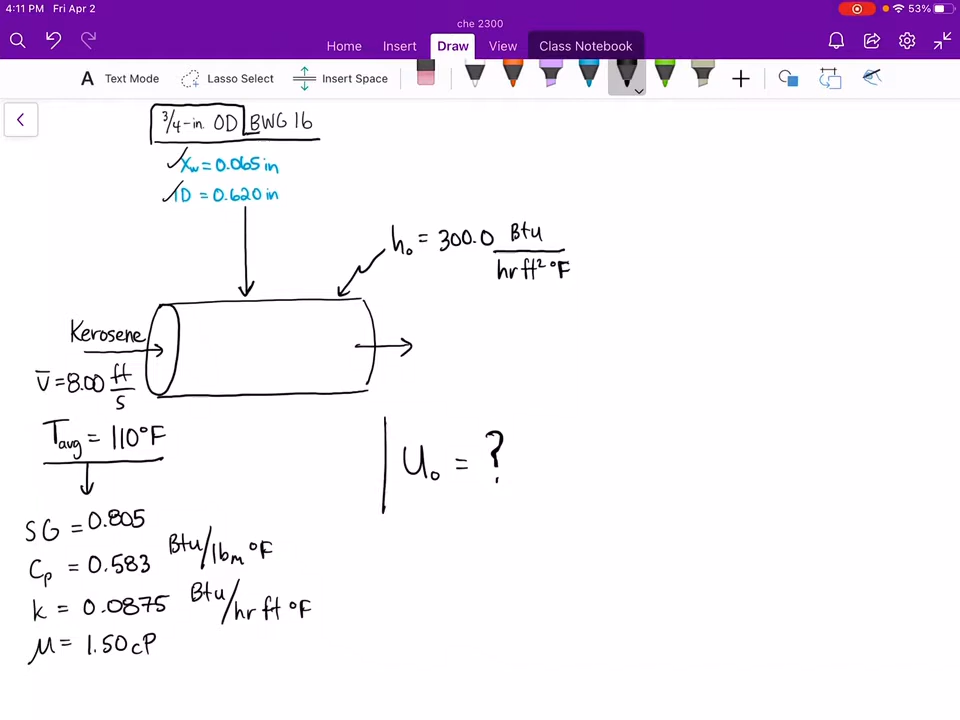 4:11 PM Fri Apr 2
53%
che 2300
Home Insert Draw View Class Notebook
A Text Mode Lasso Select Insert Space
3/4-in. OD BWG 16
Xw = 0.065 in
ID = 0.620 in
h₀ = 300.0 Btu/hr ft² °F
Kerosene
v̄ = 8.00 ft/s
Tavg = 110°F
U₀ = ?
SG = 0.805
Cp = 0.583 Btu/lbm °F
k = 0.0875 Btu/hr ft °F
μ = 1.50 cP